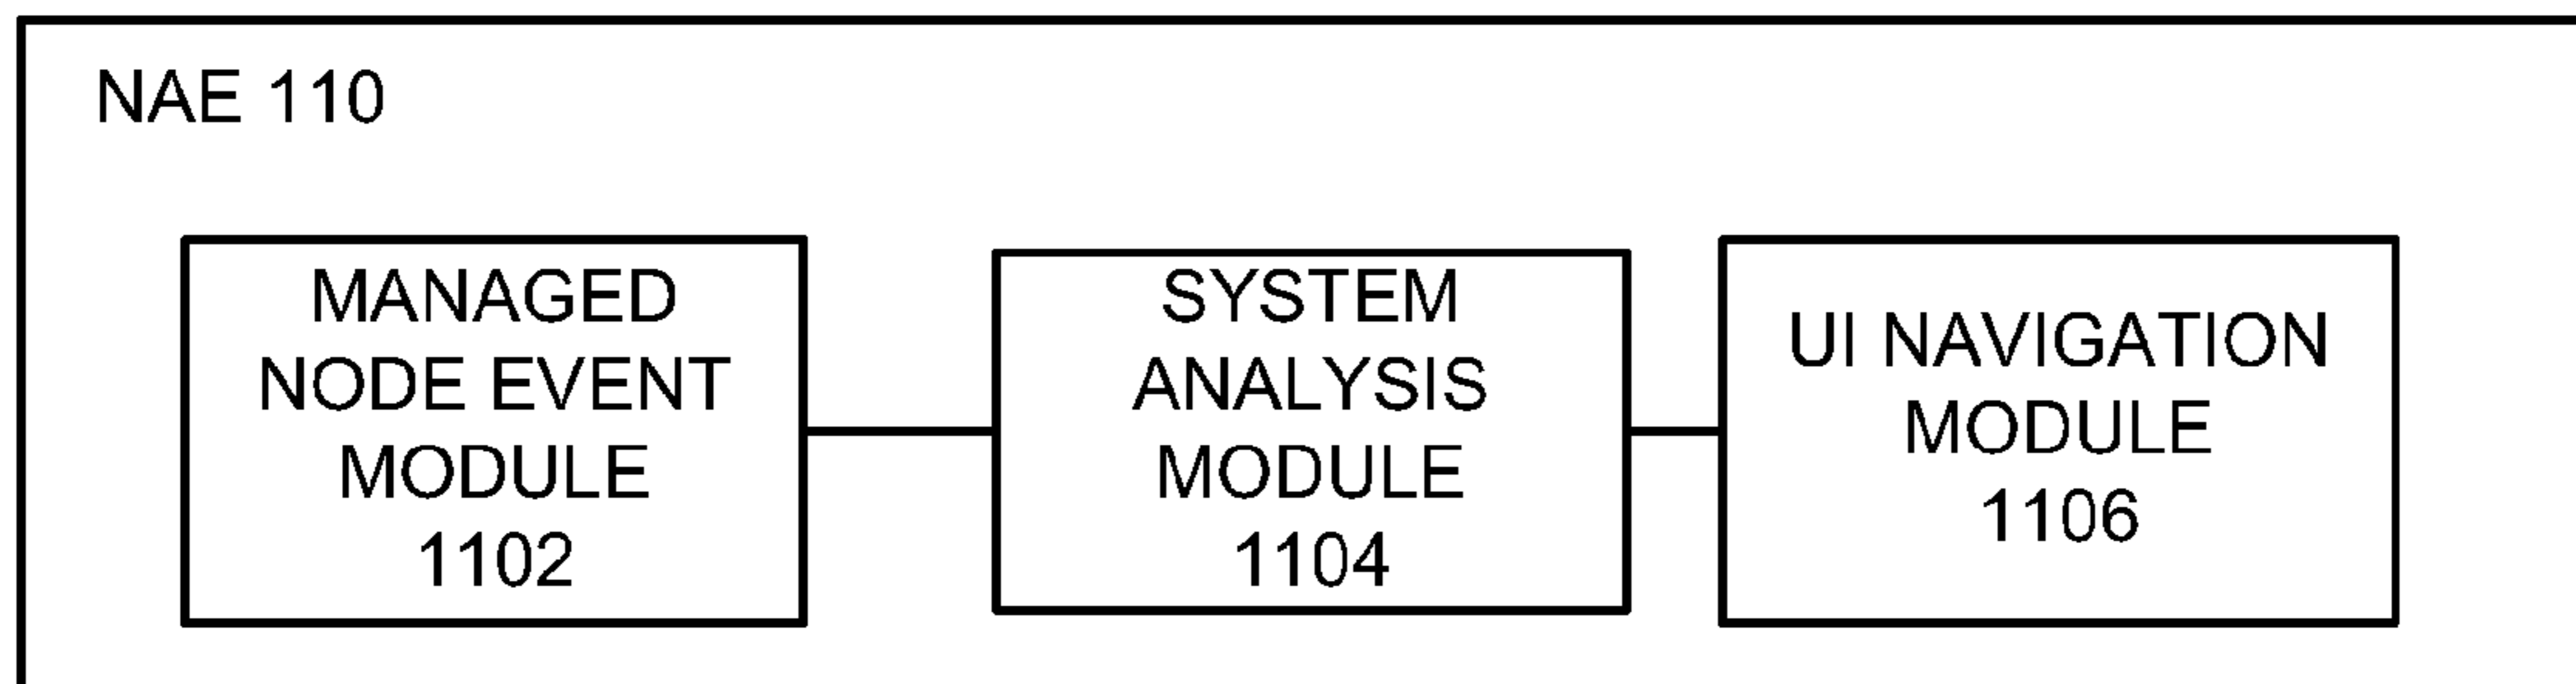 NAE 110
MANAGED
NODE EVENT
MODULE
1102
SYSTEM
ANALYSIS
MODULE
1104
UI NAVIGATION
MODULE
1106